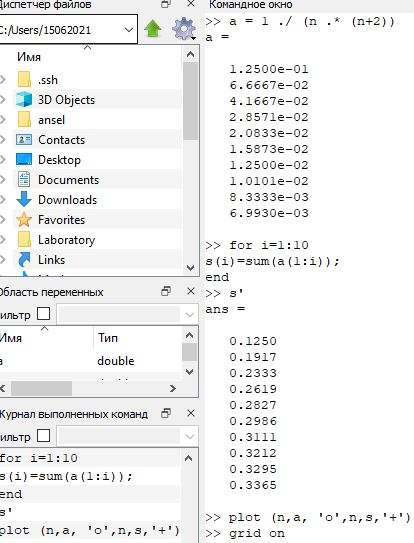 Диспетчер файлов
C:/Users/15062021
Имя
.ssh
3D Objects
ansel
Contacts
Desktop
Documents
Downloads
Favorites
Laboratory
Links
Область переменных
ильтр
Имя
Тип
a
double
Журнал выполненных команд
ильтр
for i=1:10
s(i)=sum(a(1:i));
end
s'
plot (n,a, 'o',n,s,'+')
Командное окно
>> a = 1 ./ (n .* (n+2))
a =
1.2500e-01
6.6667e-02
4.1667e-02
2.8571e-02
2.0833e-02
1.5873e-02
1.2500e-02
1.0101e-02
8.3333e-03
6.9930e-03
>> for i=1:10
s(i)=sum(a(1:i));
end
>> s'
ans =
0.1250
0.1917
0.2333
0.2619
0.2827
0.2986
0.3111
0.3212
0.3295
0.3365
>> plot (n,a, 'o',n,s,'+')
>> grid on